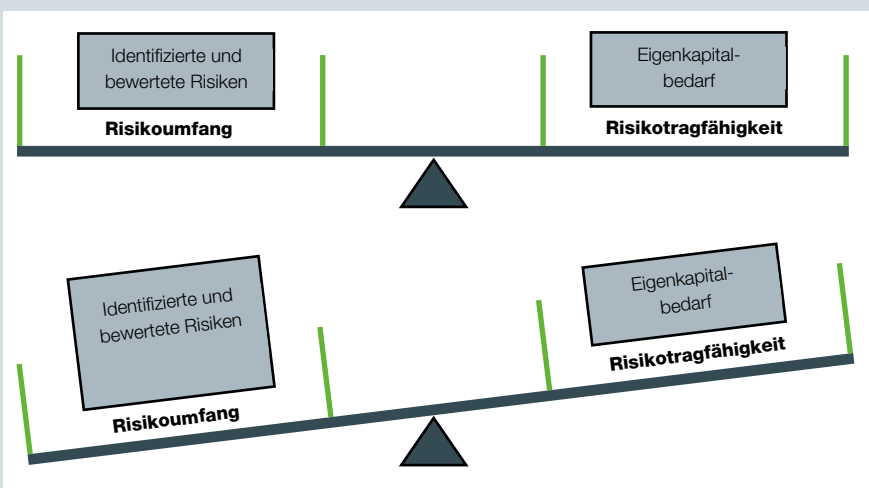 Identifizierte und
bewertete Risiken
Risikoumfang
Eigenkapital-
bedarf
Risikotragfähigkeit
Identifizierte und
bewertete Risiken
Risikoumfang
Eigenkapital-
bedarf
Risikotragfähigkeit